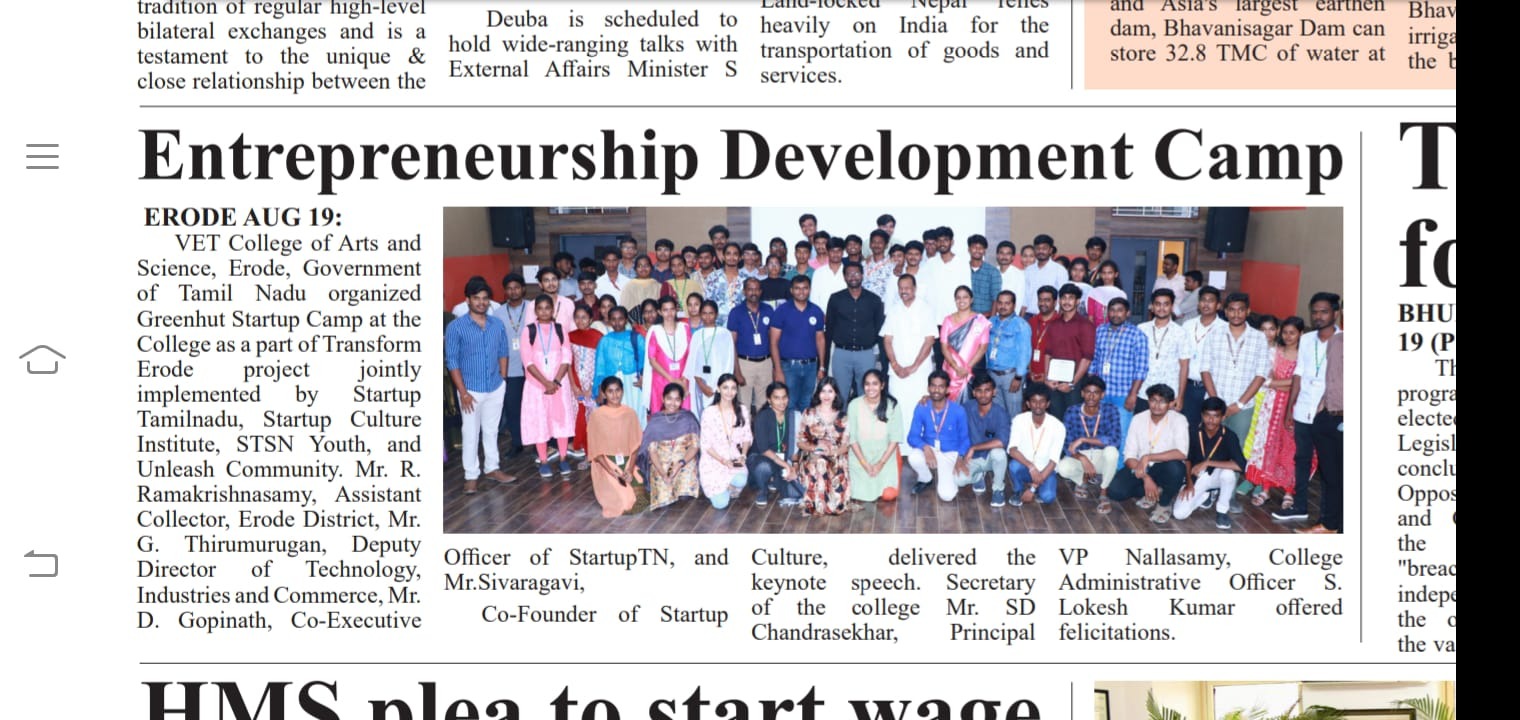 tradition of regular high-level
bilateral exchanges and is a
testament to the unique &
close relationship between the
Deuba is scheduled to
hold wide-ranging talks with
External Affairs Minister S
Land-locked Nepal relies
heavily on India for the
transportation of goods and
services.
and Asia's largest earthen
dam, Bhavanisagar Dam can
store 32.8 TMC of water at
Bhav
irriga
the b
Entrepreneurship Development Camp
ERODE AUG 19:
VET College of Arts and
Science, Erode, Government
of Tamil Nadu organized
Greenhut Startup Camp at the
College as a part of Transform
Erode project jointly
implemented by Startup
Tamilnadu, Startup Culture
Institute, STSN Youth, and
Unleash Community. Mr. R.
Ramakrishnasamy, Assistant
Collector, Erode District, Mr.
G. Thirumurugan, Deputy
Director of Technology,
Industries and Commerce, Mr.
D. Gopinath, Co-Executive
Officer of StartupTN, and
Mr.Sivaragavi,
Co-Founder of Startup
Culture, delivered the
keynote speech. Secretary
of the college Mr. SD
Chandrasekhar, Principal
VP Nallasamy, College
Administrative Officer S.
Lokesh Kumar offered
felicitations.
T
fo
BHU
19 (P
Th
progra
electe
Legisl
conclu
Oppos
and
the
"breac
indepe
the o
the va
HMS plea to start wage